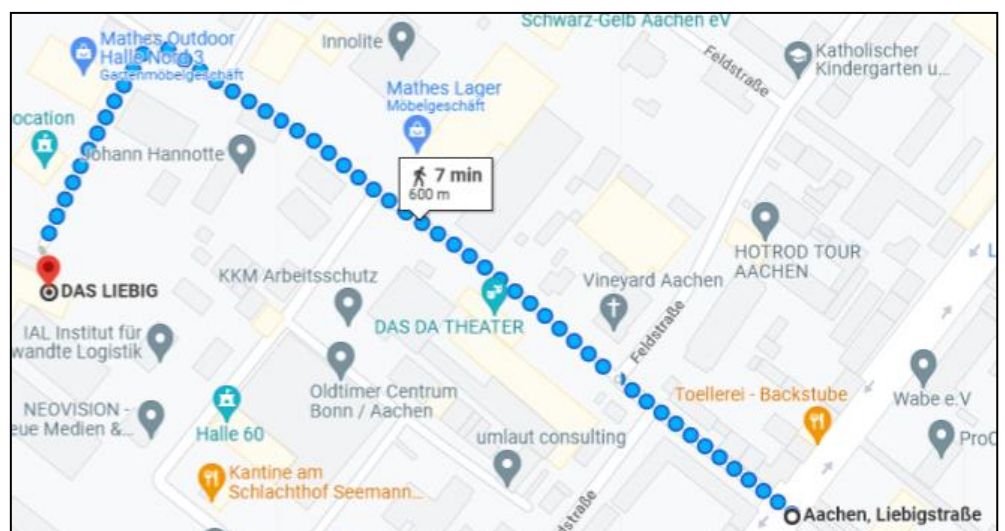 Schwarz-Gelb Aachen eV
Mathes Outdoor
Halle Nord 3
Gartenmöbelgeschäft
Innolite
Feldstraße
Katholischer
Kindergarten u...
Mathes Lager
Möbelgeschäft
ocation
Johann Hannotte
7 min
600 m
HOTROD TOUR
AACHEN
L
KKM Arbeitsschutz
Vineyard Aachen
DAS LIEBIG
DAS DA THEATER
Feldstraße
IAL Institut für
wandte Logistik
Oldtimer Centrum
Bonn / Aachen
Toellerei - Backstube
Wabe e.V
NEOVISION -
eue Medien &...
Halle 60
umlaut consulting
ProC
Kantine am
Schlachthof Seemann...
Aachen, Liebigstraße
straße